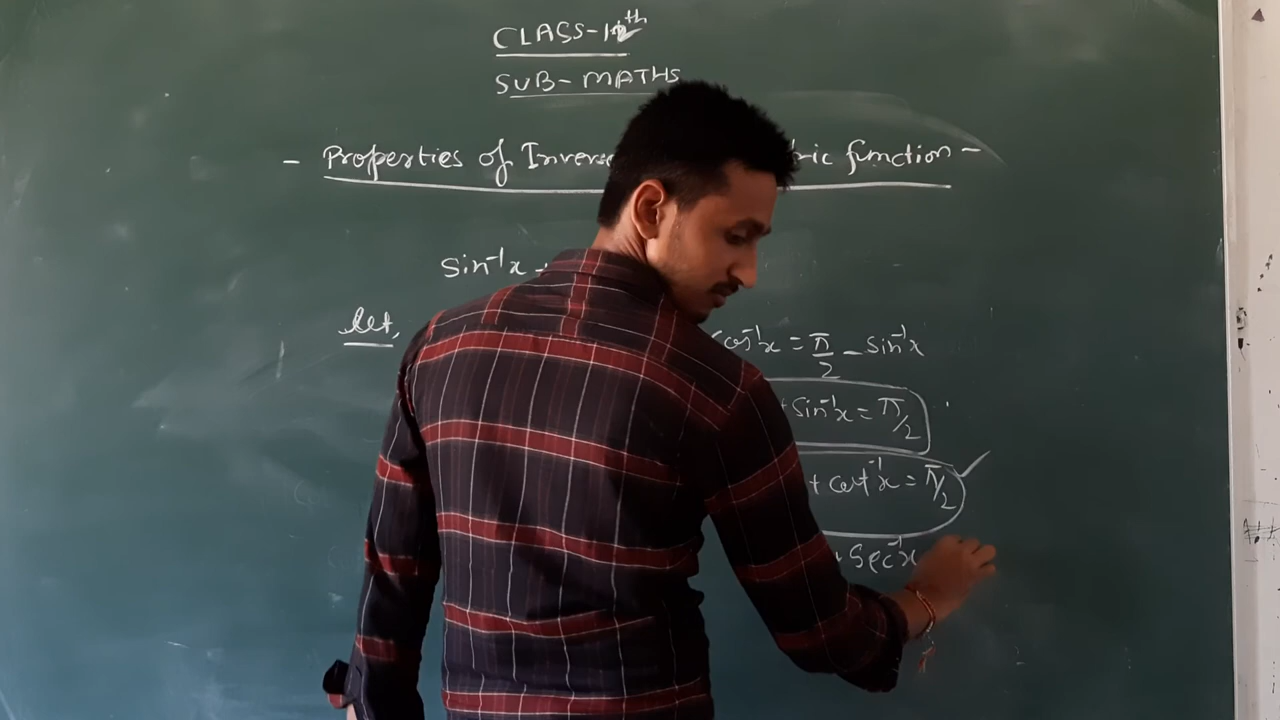 CLASS-12th
SUB-MATHS
- Properties of Inverse function -
sin⁻¹x
let,
cos⁻¹x = π/2 - sin⁻¹x
+ sin⁻¹x = π/2
+ cot⁻¹x = π/2
+ sec⁻¹x